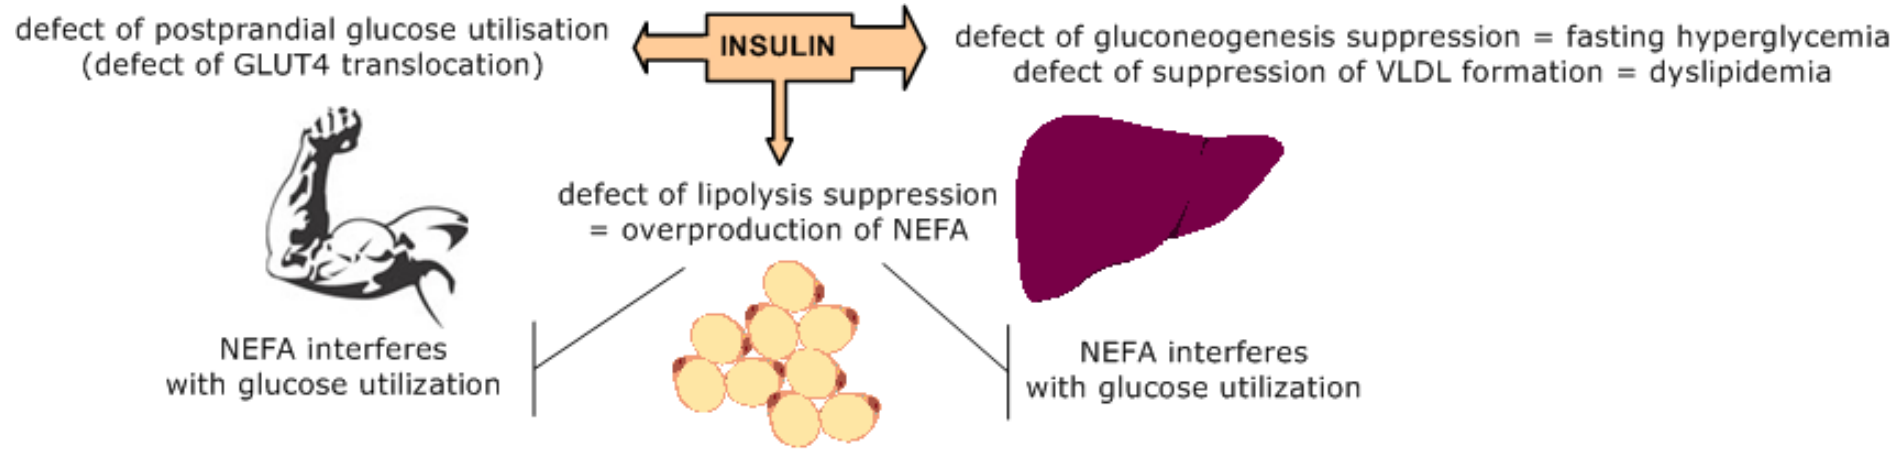 defect of postprandial glucose utilisation
(defect of GLUT4 translocation)
INSULIN
defect of gluconeogenesis suppression = fasting hyperglycemia
defect of suppression of VLDL formation = dyslipidemia
defect of lipolysis suppression
= overproduction of NEFA
NEFA interferes
with glucose utilization
NEFA interferes
with glucose utilization